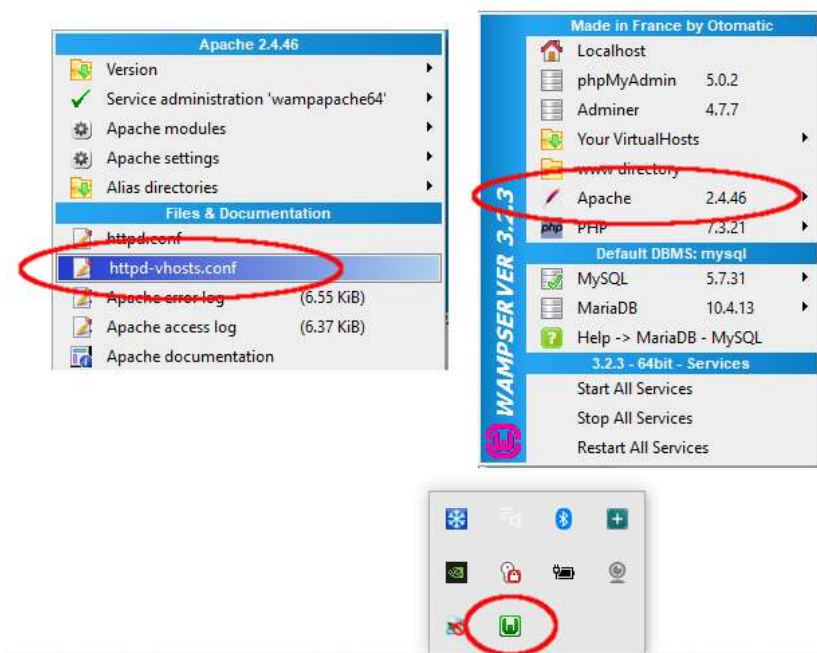 Apache 2.4.46
Version
Service administration 'wampapache64'
Apache modules
Apache settings
Alias directories
Files & Documentation
httpd.conf
httpd-vhosts.conf
Apache error log (6.55 KiB)
Apache access log (6.37 KiB)
Apache documentation
Made in France by Otomatic
Localhost
phpMyAdmin 5.0.2
Adminer 4.7.7
Your VirtualHosts
www directory
Apache 2.4.46
php PHP 7.3.21
Default DBMS: mysql
MySQL 5.7.31
MariaDB 10.4.13
Help -> MariaDB - MySQL
3.2.3 - 64bit - Services
Start All Services
Stop All Services
Restart All Services
WAMPSERVER 3.2.3